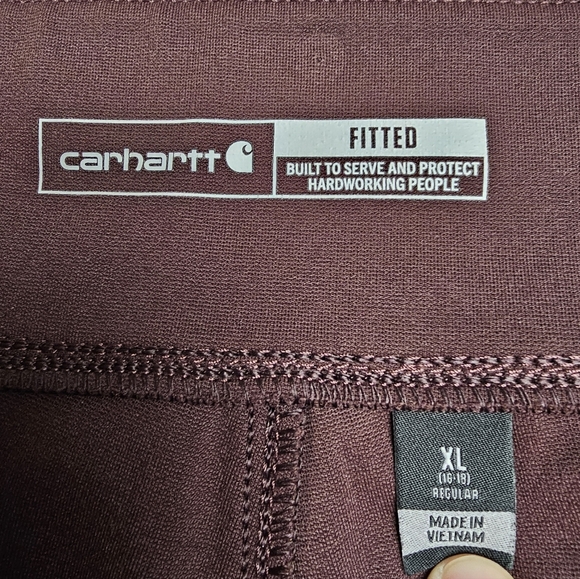 carhartt
FITTED
BUILT TO SERVE AND PROTECT
HARDWORKING PEOPLE
XL
(16-18)
REGULAR
MADE IN
VIETNAM